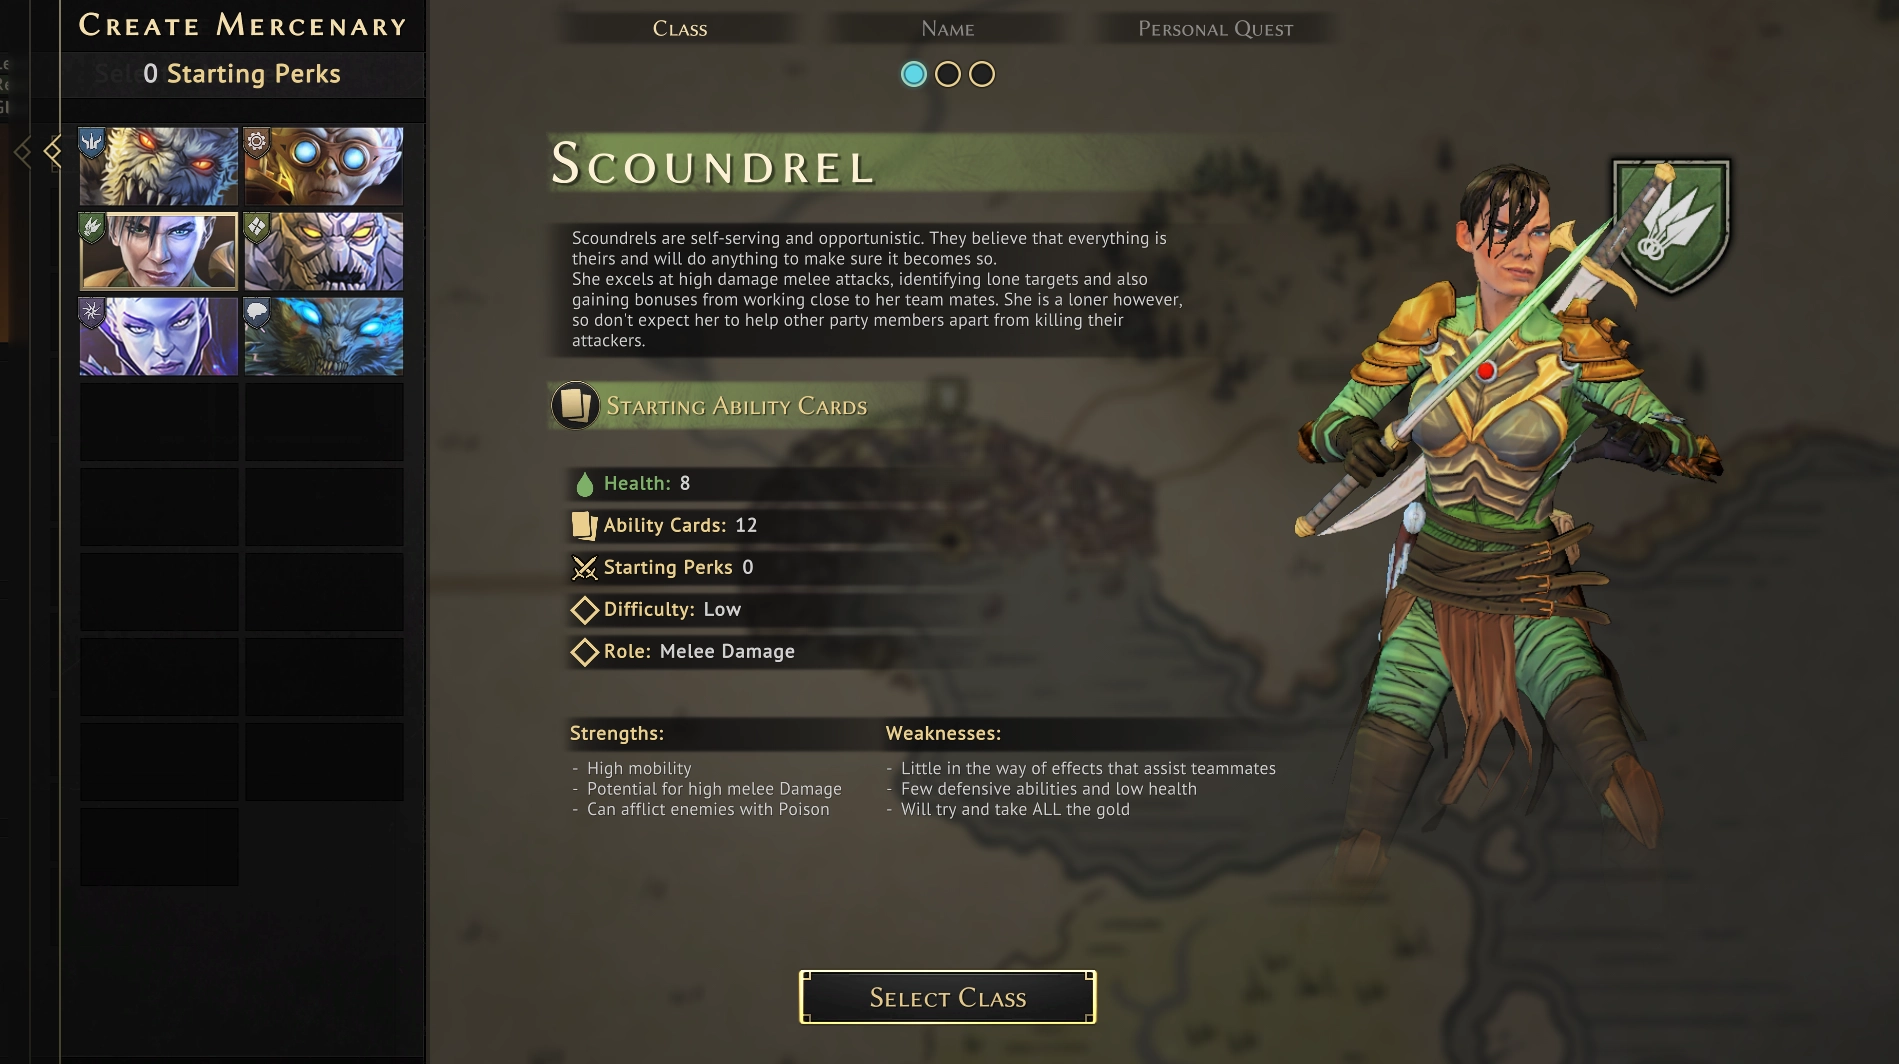 Create Mercenary
0 Starting Perks
Class
Name
Personal Quest
Scoundrel
Scoundrels are self-serving and opportunistic. They believe that everything is
theirs and will do anything to make sure it becomes so.
She excels at high damage melee attacks, identifying lone targets and also
gaining bonuses from working close to her team mates. She is a loner however,
so don't expect her to help other party members apart from killing their
attackers.
Starting Ability Cards
Health: 8
Ability Cards: 12
Starting Perks 0
Difficulty: Low
Role: Melee Damage
Strengths:
- High mobility
- Potential for high melee Damage
- Can afflict enemies with Poison
Weaknesses:
- Little in the way of effects that assist teammates
- Few defensive abilities and low health
- Will try and take ALL the gold
Select Class